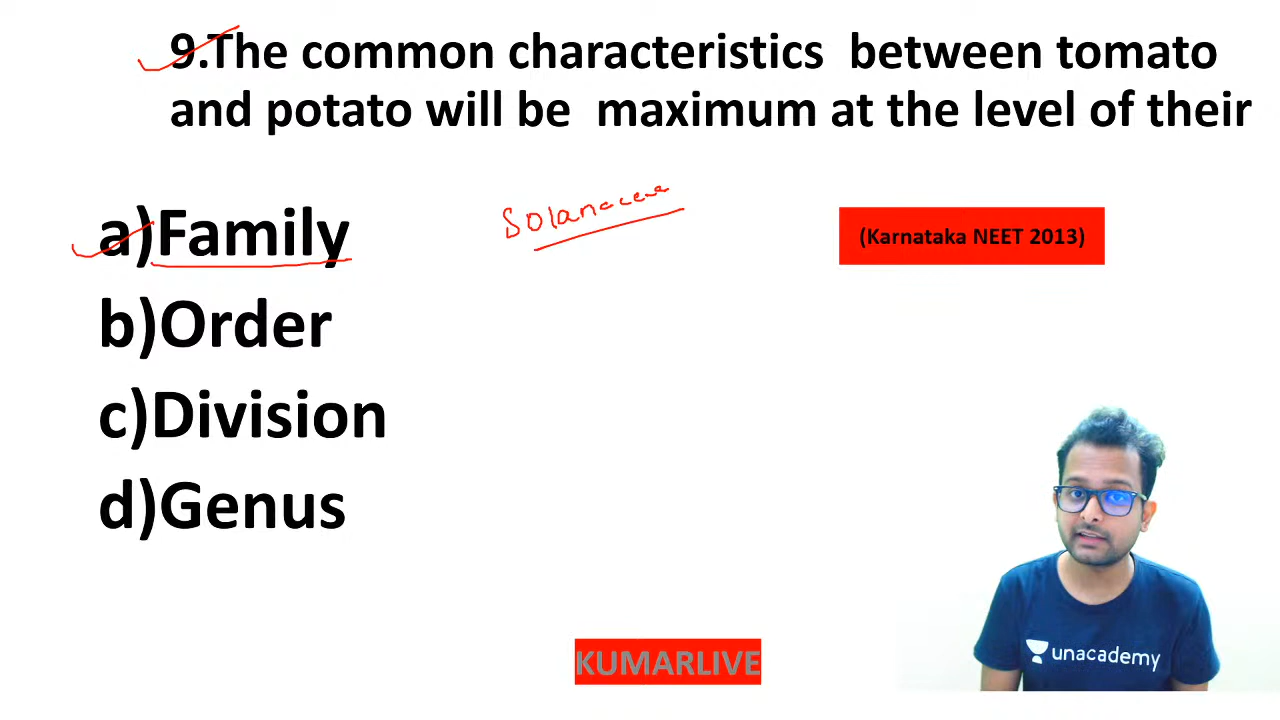 9.The common characteristics between tomato
and potato will be maximum at the level of their
a)Family
Solanaceae
(Karnataka NEET 2013)
b)Order
c)Division
d)Genus
unacademy
KUMARLIVE